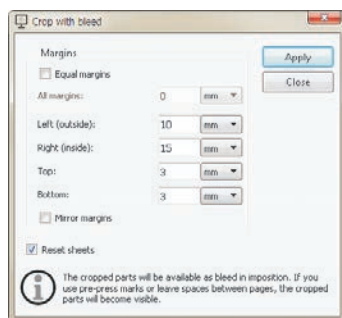 Crop with bleed
Margins
Equal margins
All margins: 0 mm
Left (outside): 10 mm
Right (inside): 15 mm
Top: 3 mm
Bottom: 3 mm
Mirror margins
Reset sheets
Apply
Close
The cropped parts will be available as bleed in imposition. If you
use pre-press marks or leave spaces between pages, the cropped
parts will become visible.